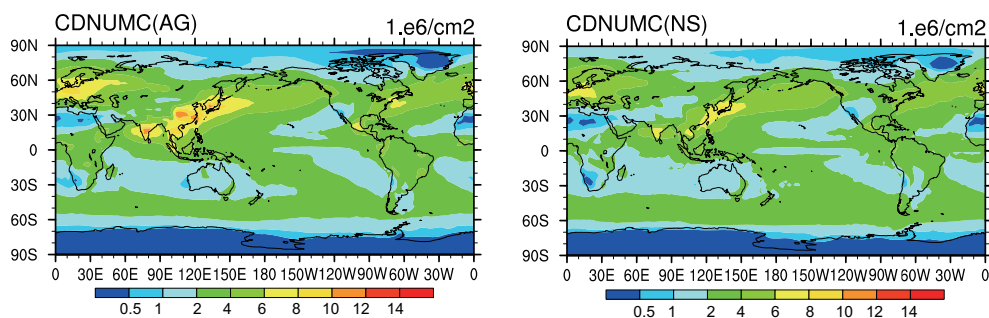 CDNUMC(AG) 1.e6/cm2
90N
60N
30N
0
30S
60S
90S
0 30E 60E 90E 120E 150E 180 150W 120W 90W 60W 30W 0
0.5 1 2 4 6 8 10 12 14
CDNUMC(NS) 1.e6/cm2
90N
60N
30N
0
30S
60S
90S
0 30E 60E 90E 120E 150E 180 150W 120W 90W 60W 30W 0
0.5 1 2 4 6 8 10 12 14